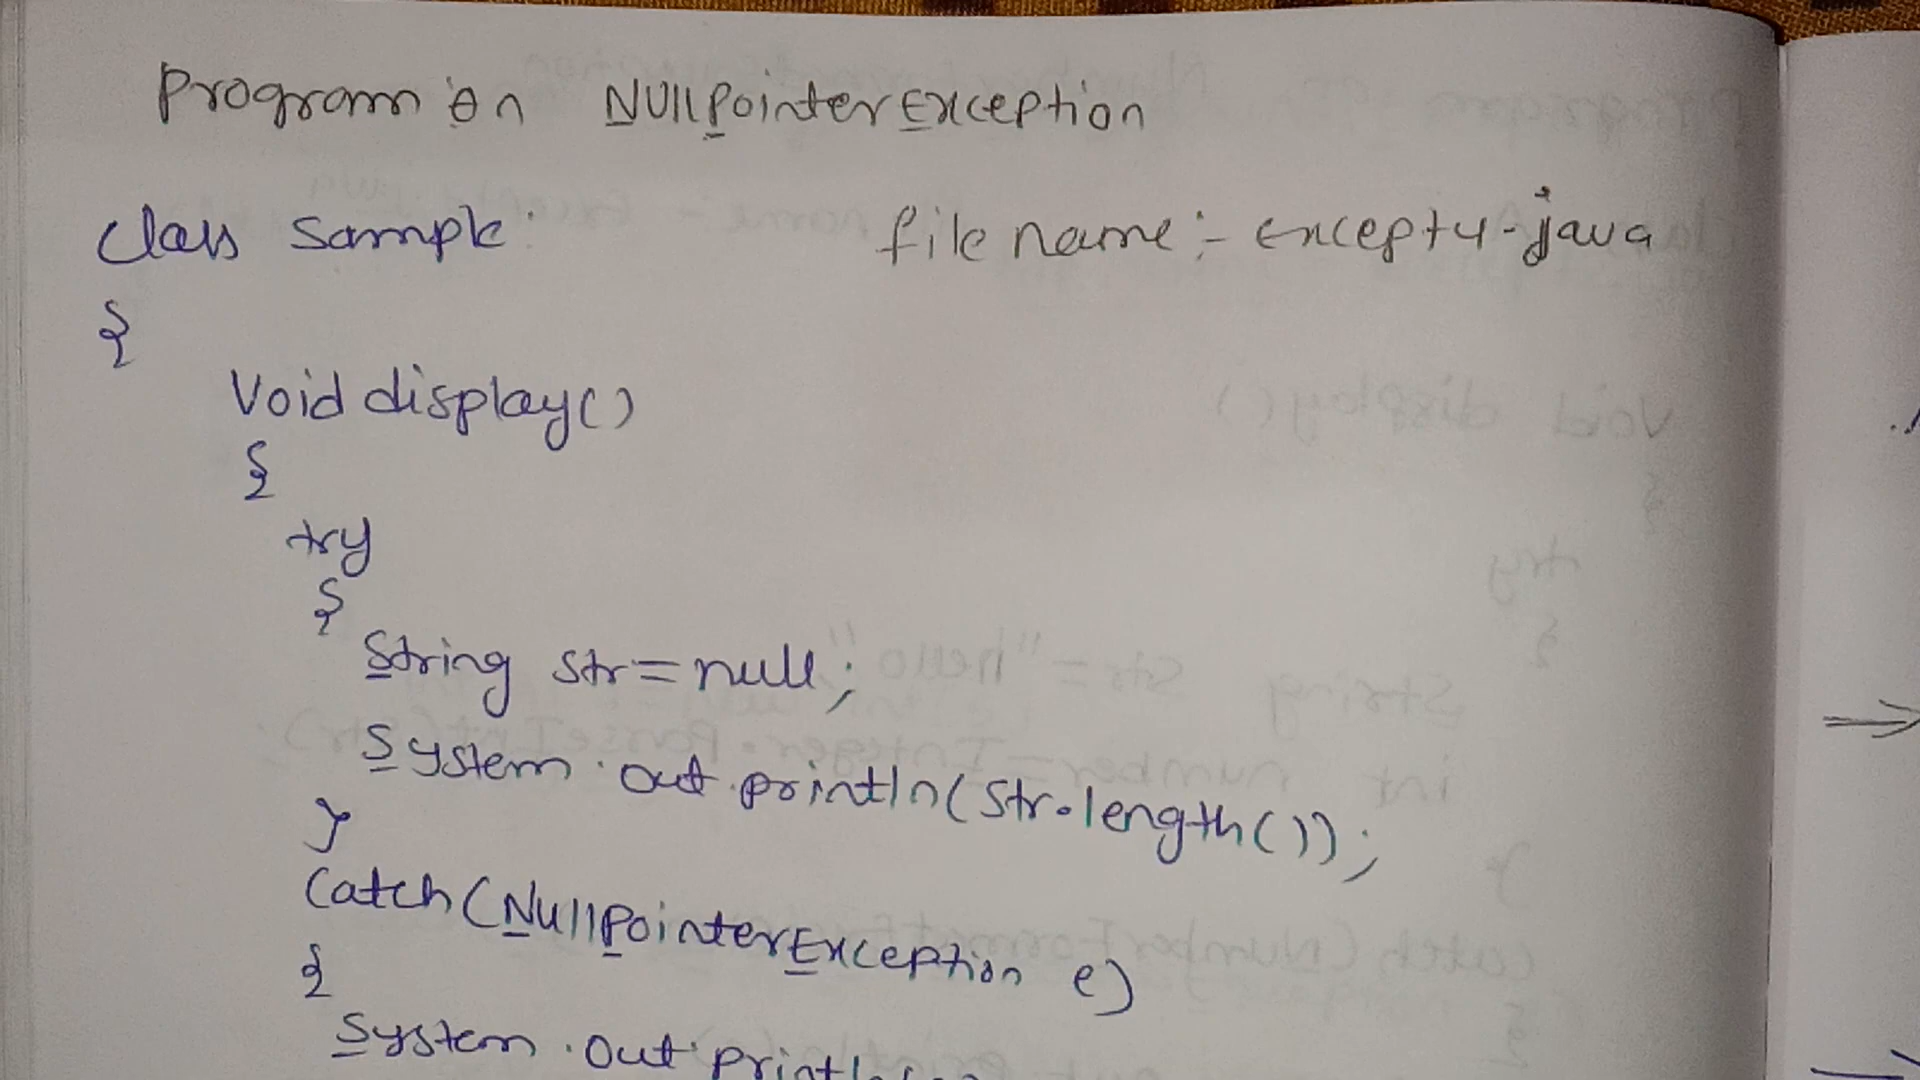 Program on NullPointerException
class Sample file name:- except4.java
{
Void display()
{
try
{
String str=null;
System.out.println(str.length());
}
Catch(NullPointerException e)
{
System.out.println(